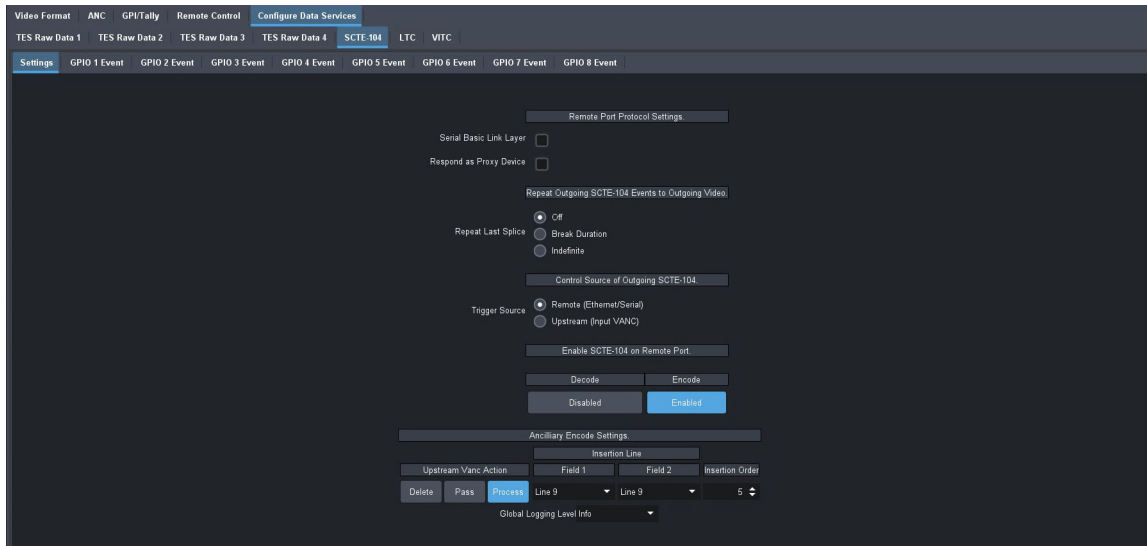 Video Format ANC GPI/Tally Remote Control Configure Data Services
TES Raw Data 1 TES Raw Data 2 TES Raw Data 3 TES Raw Data 4 SCTE-104 LTC VITC
Settings GPIO 1 Event GPIO 2 Event GPIO 3 Event GPIO 4 Event GPIO 5 Event GPIO 6 Event GPIO 7 Event GPIO 8 Event
Remote Port Protocol Settings.
Serial Basic Link Layer
Respond as Proxy Device
Repeat Outgoing SCTE-104 Events to Outgoing Video.
Off
Repeat Last Splice Break Duration
Indefinite
Control Source of Outgoing SCTE-104.
Trigger Source Remote (Ethernet/Serial)
Upstream (Input VANC)
Enable SCTE-104 on Remote Port.
Decode Encode
Disabled Enabled
Ancilliary Encode Settings.
Insertion Line
Upstream Vanc Action Field 1 Field 2 Insertion Order
Delete Pass Process Line 9 Line 9 5
Global Logging Level Info